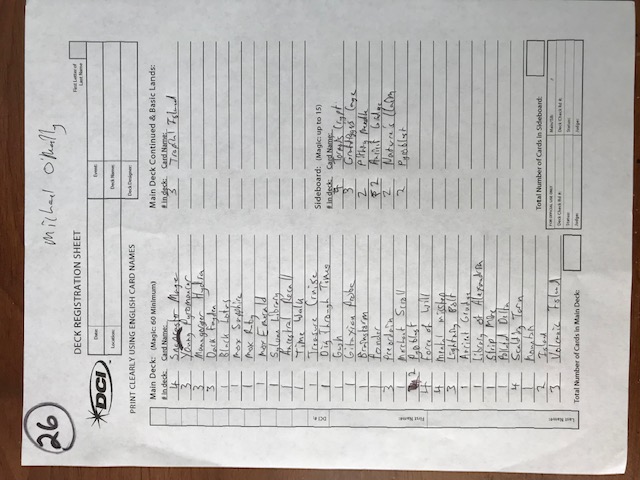 26
Michael O'Mally
DECK REGISTRATION SHEET
First Letter of
Last Name
DCI
Date:
Event:
Location:
Deck Name:
Deck Designer:
PRINT CLEARLY USING ENGLISH CARD NAMES
Main Deck: (Magic: 60 Minimum)
# in deck: Card Name:
4 Snapcaster Mage
3 Young Pyromancer
3 Managorger Hydra
3 Dack Fayden
1 Black Lotus
1 Mox Sapphire
1 Mox Ruby
1 Mox Emerald
1 Sylvan Library
1 Ancestral Recall
1 Time Walk
1 Treasure Cruise
1 Dig Through Time
1 Gush
1 Gitaxian Probe
1 Brainstorm
1 Ponder
3 Preordain
1 Merchant Scroll
2 Pyroblast
4 Force of Will
4 Mental Misstep
3 Lightning Bolt
1 Ancient Grudge
1 Library of Alexandria
1 Strip Mine
1 Polluted Delta
4 Scalding Tarn
1 Mountain
2 Island
3 Volcanic Island
Total Number of Cards in Main Deck:
Main Deck Continued & Basic Lands:
# in deck: Card Name:
3 Tropical Island
Sideboard: (Magic: up to 15)
# in deck: Card Name:
4 Tormod's Crypt
3 Grafdigger's Cage
2 Pithing Needle
2 Ancient Grudge
2 Nature's Claim
2 Pyroblast
Total Number of Cards in Sideboard:
FOR OFFICIAL USE ONLY
Main/SB: /
Deck Check Rd #:
Deck Check Rd #:
Status:
Status:
Judge:
Judge:
DCI #:
First Name:
Last Name: